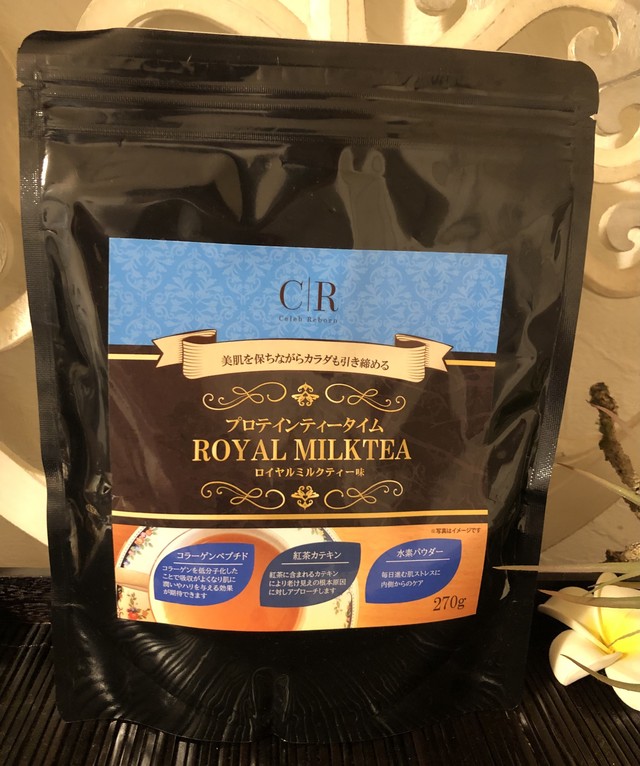 C|R
Celeb Reborn
美肌を保ちながらカラダも引き締める
プロテインティータイム
ROYAL MILKTEA
ロイヤルミルクティー味
※写真はイメージです
コラーゲンペプチド
コラーゲンを低分子化した
ことで吸収がよくなり肌に
潤いやハリを与える効果
が期待できます
紅茶カテキン
紅茶に含まれるカテキン
により老け見えの根本原因
に対しアプローチします
水素パウダー
毎日進む肌ストレスに
内側からのケア
270g